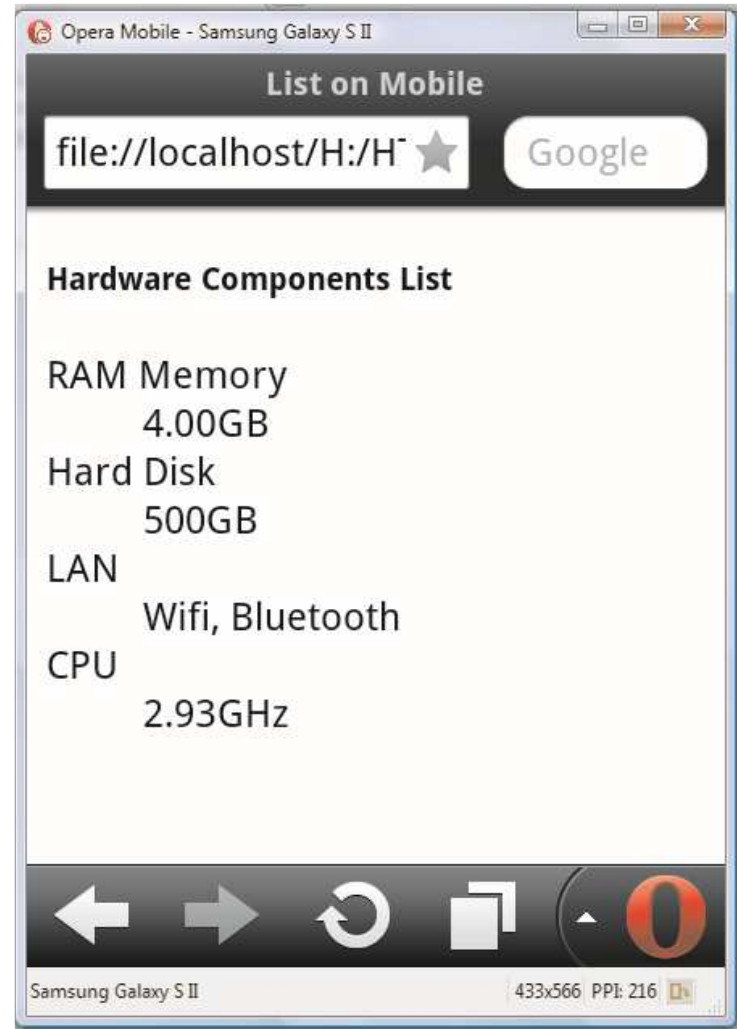 Opera Mobile - Samsung Galaxy S II
List on Mobile
file://localhost/H:/H
Google
Hardware Components List
RAM Memory
4.00GB
Hard Disk
500GB
LAN
Wifi, Bluetooth
CPU
2.93GHz
Samsung Galaxy S II 433x566 PPI: 216